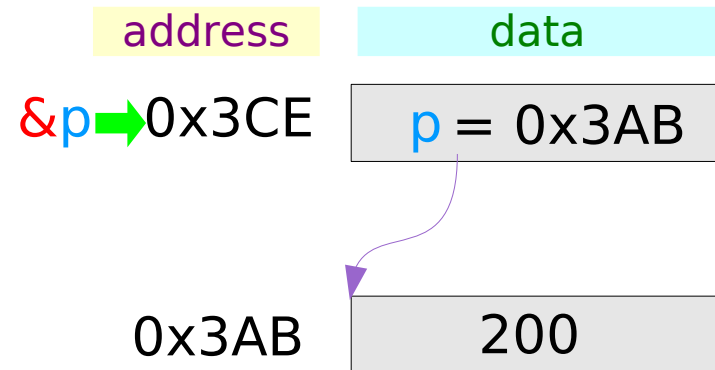 address data
&p 0x3CE p = 0x3AB
0x3AB 200